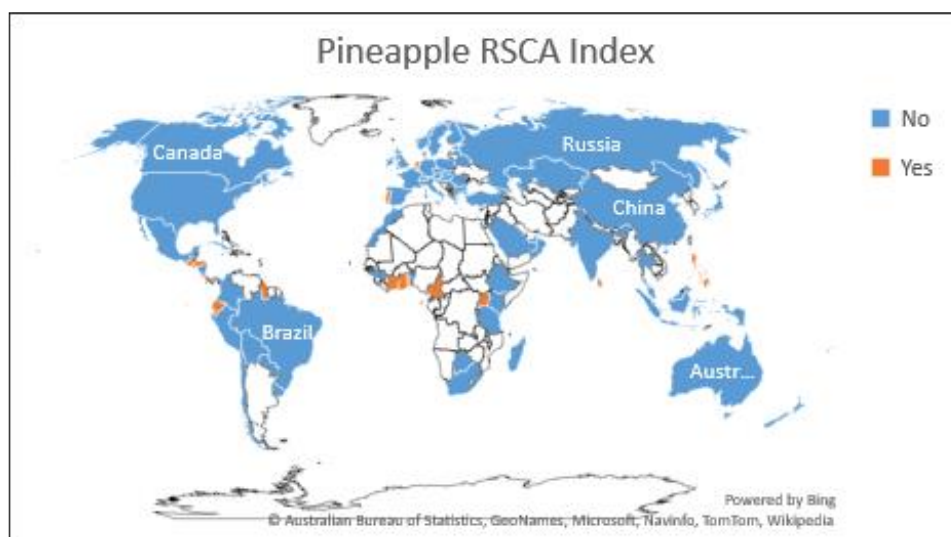 Pineapple RSCA Index
No
Yes
Canada
Russia
China
Brazil
Austr...
Powered by Bing
© Australian Bureau of Statistics, GeoNames, Microsoft, Navinfo, TomTom, Wikipedia